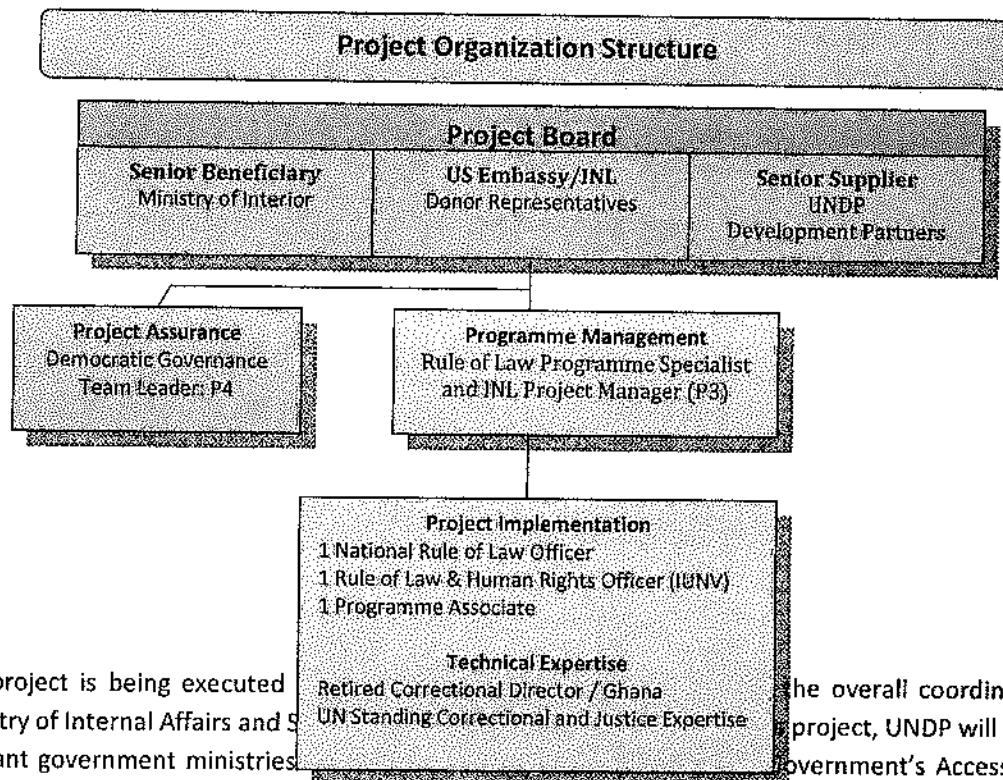 Project Organization Structure
Project Board
Senior Beneficiary
Ministry of Interior
US Embassy/JNL
Donor Representatives
Senior Supplier
UNDP
Development Partners
Project Assurance
Democratic Governance
Team Leader: P4
Programme Management
Rule of Law Programme Specialist
and JNL Project Manager (P3)
Project Implementation
1 National Rule of Law Officer
1 Rule of Law & Human Rights Officer (IUNV)
1 Programme Associate
Technical Expertise
Retired Correctional Director / Ghana
UN Standing Correctional and Justice Expertise
project is being executed he overall coordin
try of Internal Affairs and S project, UNDP will
ant government ministries overnment's Access